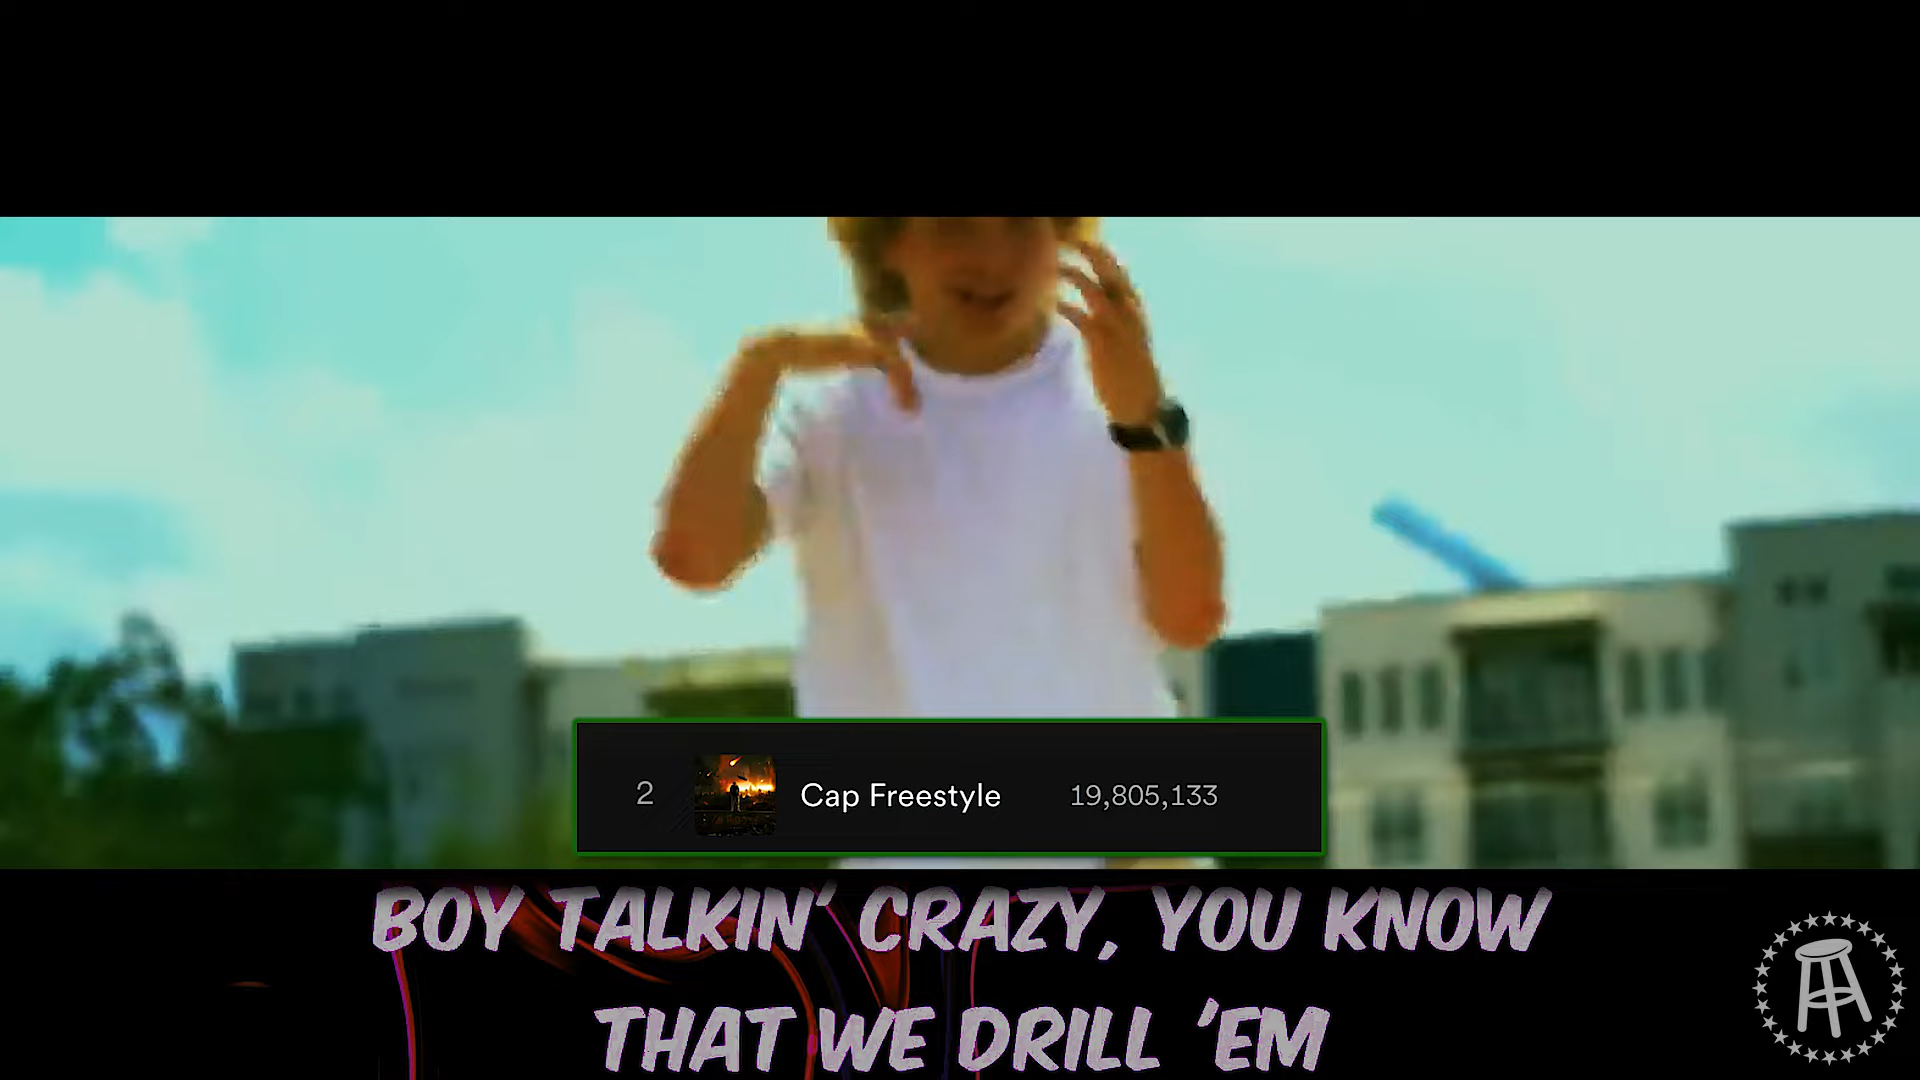 2 Cap Freestyle 19,805,133
BOY TALKIN' CRAZY, YOU KNOW
THAT WE DRILL 'EM